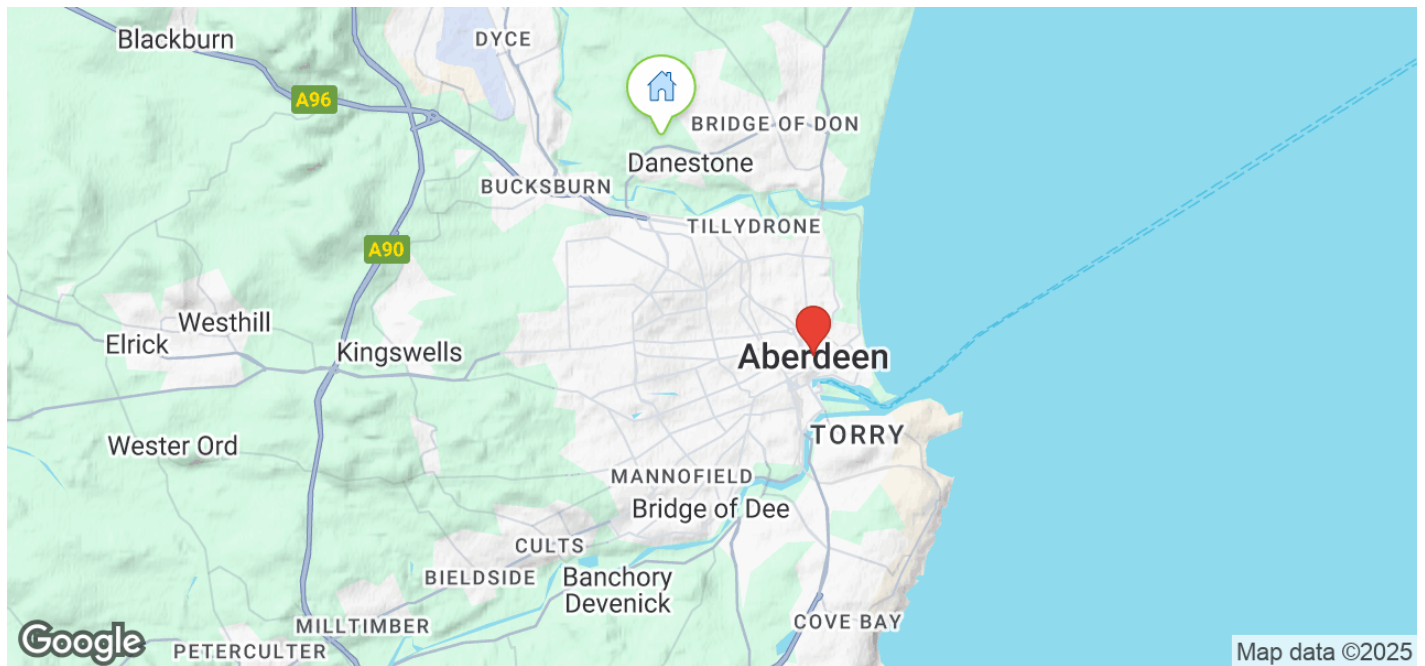 Blackburn
DYCE
A96
BRIDGE OF DON
Danestone
BUCKSBURN
TILLYDRONE
A90
Westhill
Elrick
Kingswells
Aberdeen
TORRY
Wester Ord
MANNOFIELD
Bridge of Dee
CULTS
BIELDSIDE
Banchory
Devenick
MILLTIMBER
COVE BAY
PETERCULTER
Google
Map data ©2025